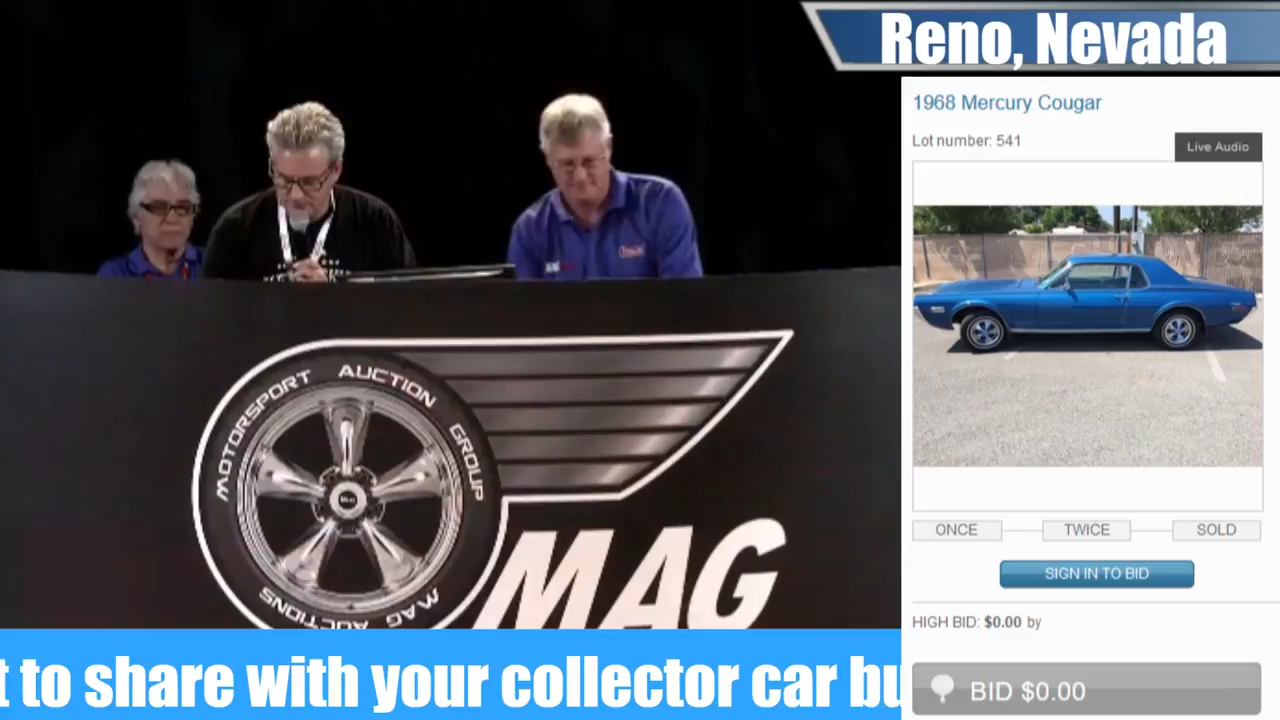 Reno, Nevada
1968 Mercury Cougar
Lot number: 541
Live Audio
MOTORSPORT AUCTION GROUP
MAG AUCTIONS
MAG
ONCE
TWICE
SOLD
SIGN IN TO BID
HIGH BID: $0.00 by
BID $0.00
t to share with your collector car bu